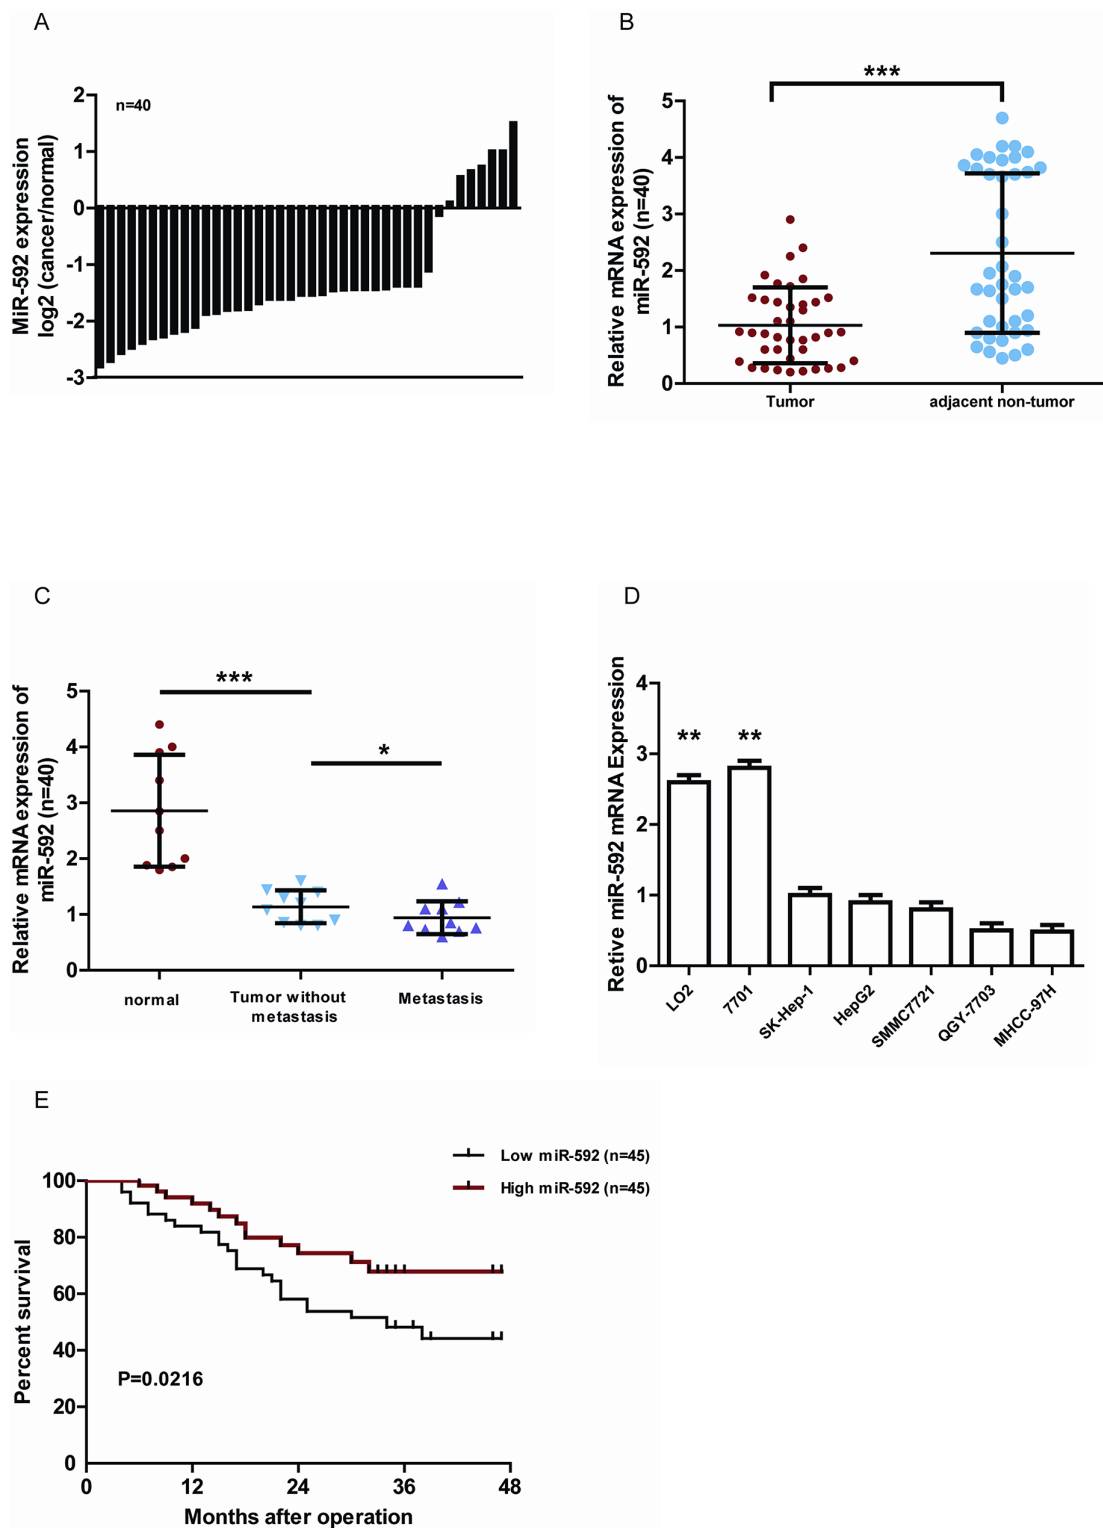 A
MiR-592 expression
log2 (cancer/normal)
n=40
2
1
0
-1
-2
-3
B
Relative mRNA expression of
miR-592 (n=40)
***
5
4
3
2
1
0
Tumor
adjacent non-tumor
C
Relative mRNA expression of
miR-592 (n=40)
***
*
5
4
3
2
1
0
normal
Tumor without
metastasis
Metastasis
D
Retive miR-592 mRNA Expression
4
3
2
1
0
**
**
LO2
7701
SK-Hep-1
HepG2
SMMC7721
QGY-7703
MHCC-97H
E
Low miR-592 (n=45)
High miR-592 (n=45)
Percent survival
100
80
60
40
20
0
P=0.0216
0
12
24
36
48
Months after operation